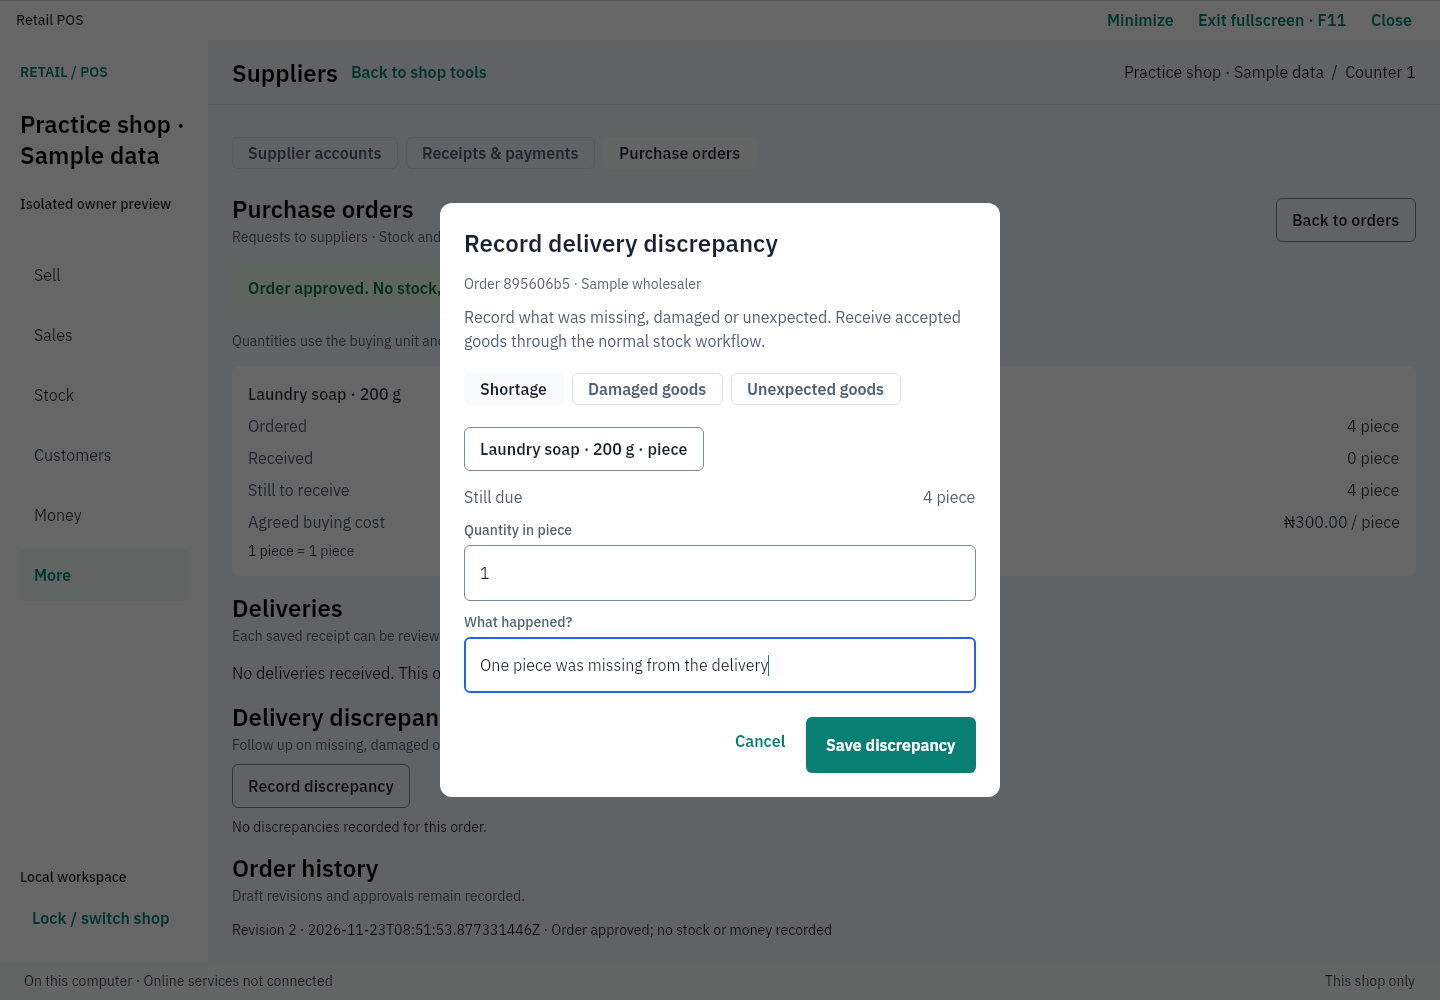 Retail POS
Minimize
Exit fullscreen · F11
Close
RETAIL / POS
Practice shop ·
Sample data
Isolated owner preview
Sell
Sales
Stock
Customers
Money
More
Local workspace
Lock / switch shop
Suppliers
Back to shop tools
Practice shop · Sample data / Counter 1
Supplier accounts
Receipts & payments
Purchase orders
Purchase orders
Requests to suppliers · Stock and
Back to orders
Order approved. No stock,
Quantities use the buying unit
Laundry soap · 200 g
Ordered
4 piece
Received
0 piece
Still to receive
4 piece
Agreed buying cost
₦300.00 / piece
1 piece = 1 piece
Deliveries
Each saved receipt can be
No deliveries received. This
Delivery
Follow up on missing, damaged
Record discrepancy
No discrepancies recorded for this order.
Order history
Draft revisions and approvals remain recorded.
Revision 2 · 2026-11-23T08:51:53.877331446Z · Order approved; no stock or money recorded
Record delivery discrepancy
Order 895606b5 · Sample wholesaler
Record what was missing, damaged or unexpected. Receive accepted
goods through the normal stock workflow.
Shortage
Damaged goods
Unexpected goods
Laundry soap · 200 g · piece
Still due
4 piece
Quantity in piece
1
What happened?
One piece was missing from the delivery
Cancel
Save discrepancy
On this computer · Online services not connected
This shop only